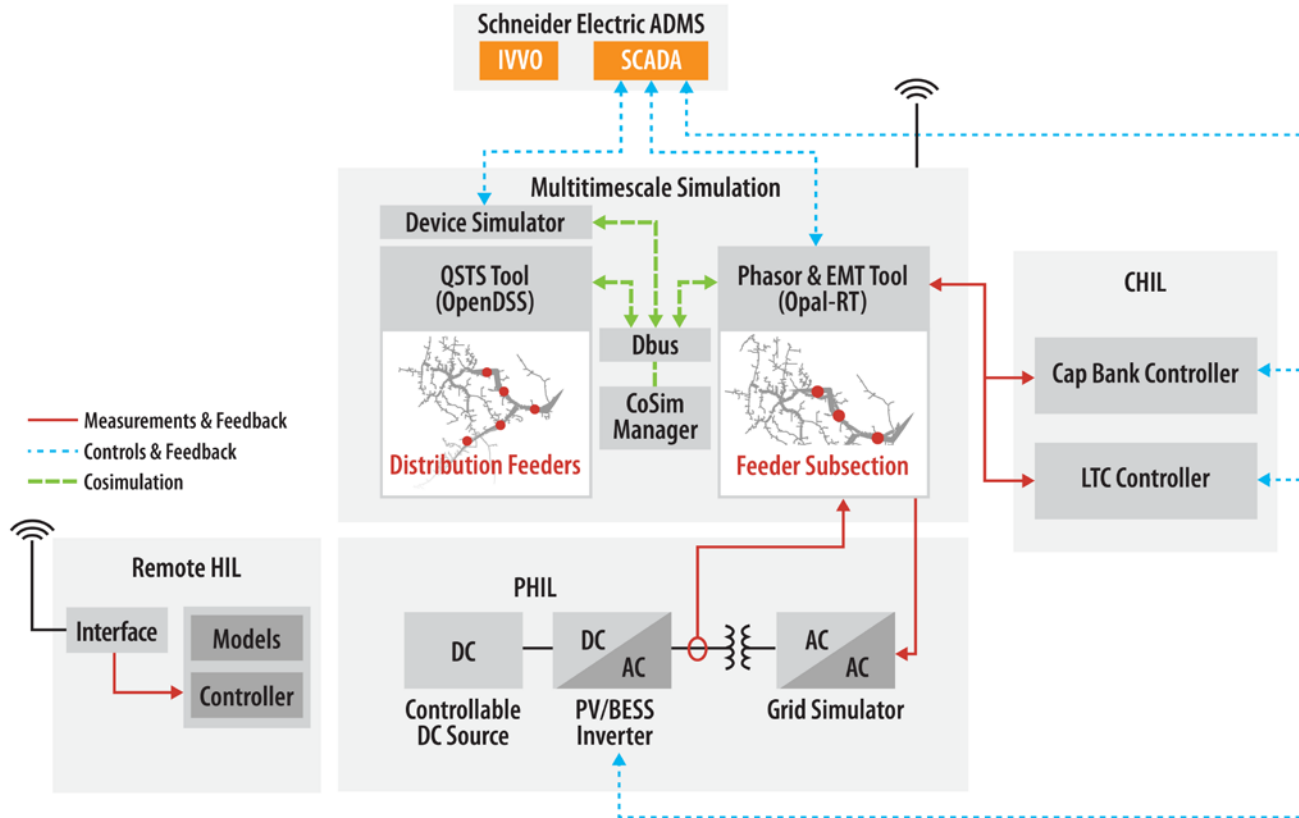 Schneider Electric ADMS
IVVO
SCADA
Multitimescale Simulation
Device Simulator
QSTS Tool
(OpenDSS)
Phasor & EMT Tool
(Opal-RT)
Dbus
CoSim
Manager
Distribution Feeders
Feeder Subsection
CHIL
Cap Bank Controller
LTC Controller
Measurements & Feedback
Controls & Feedback
Cosimulation
Remote HIL
Interface
Models
Controller
PHIL
DC
DC
AC
AC
AC
Controllable
DC Source
PV/BESS
Inverter
Grid Simulator